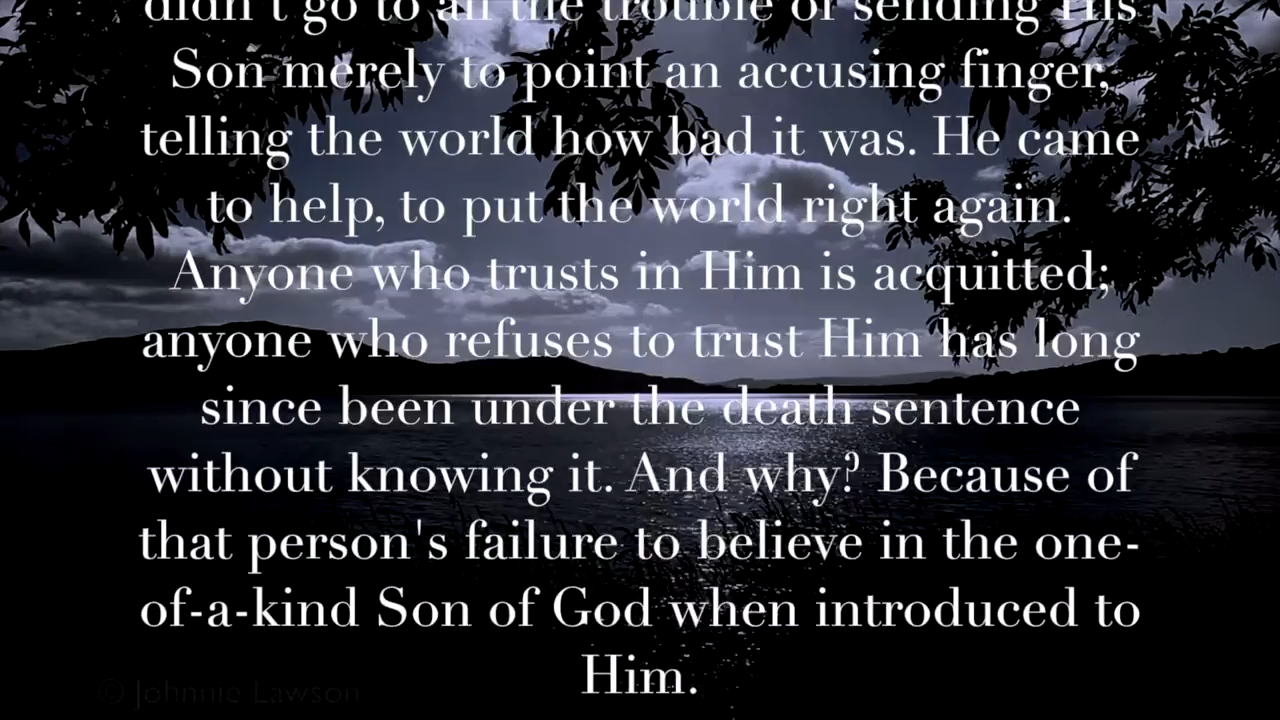 didn't go to all the trouble of sending His
Son merely to point an accusing finger,
telling the world how bad it was. He came
to help, to put the world right again.
Anyone who trusts in Him is acquitted;
anyone who refuses to trust Him has long
since been under the death sentence
without knowing it. And why? Because of
that person's failure to believe in the one-
of-a-kind Son of God when introduced to
Him.
© Johnnie Lawson